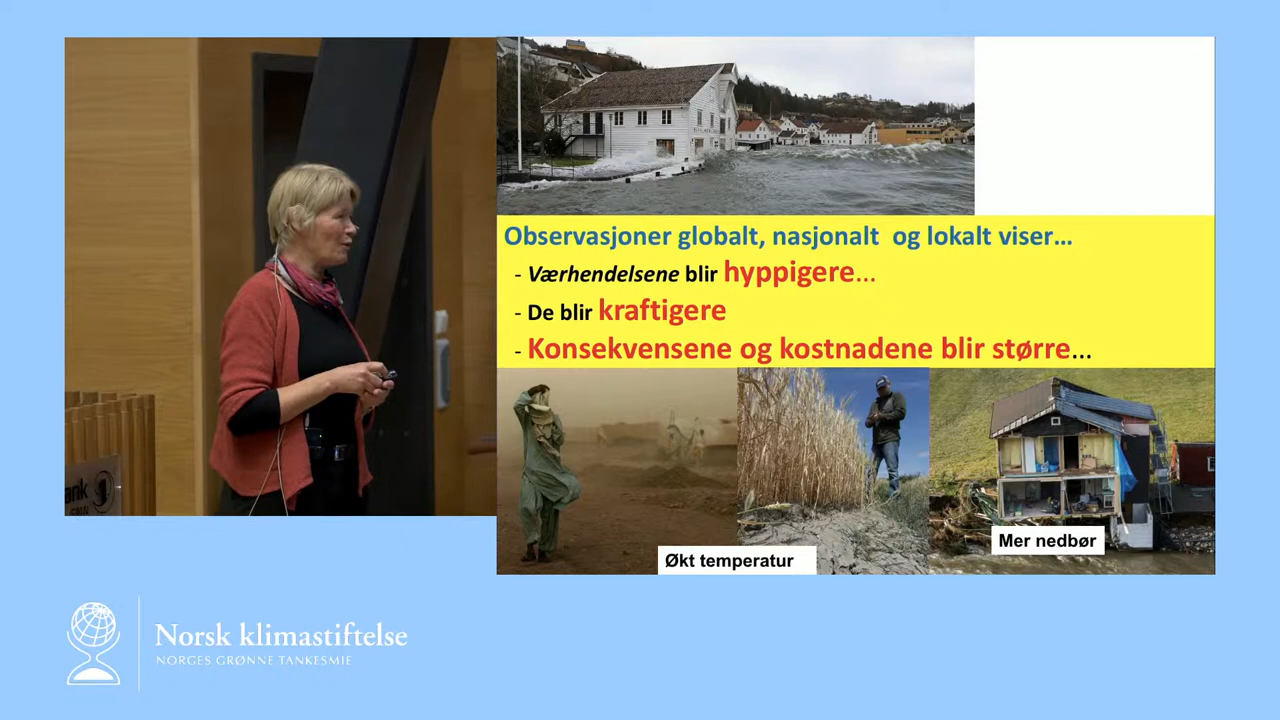 Observasjoner globalt, nasjonalt og lokalt viser...
- Værhendelsene blir hyppigere...
- De blir kraftigere
- Konsekvensene og kostnadene blir større...
Økt temperatur
Mer nedbør
ank
Norsk klimastiftelse
NORGES GRØNNE TANKESMIE